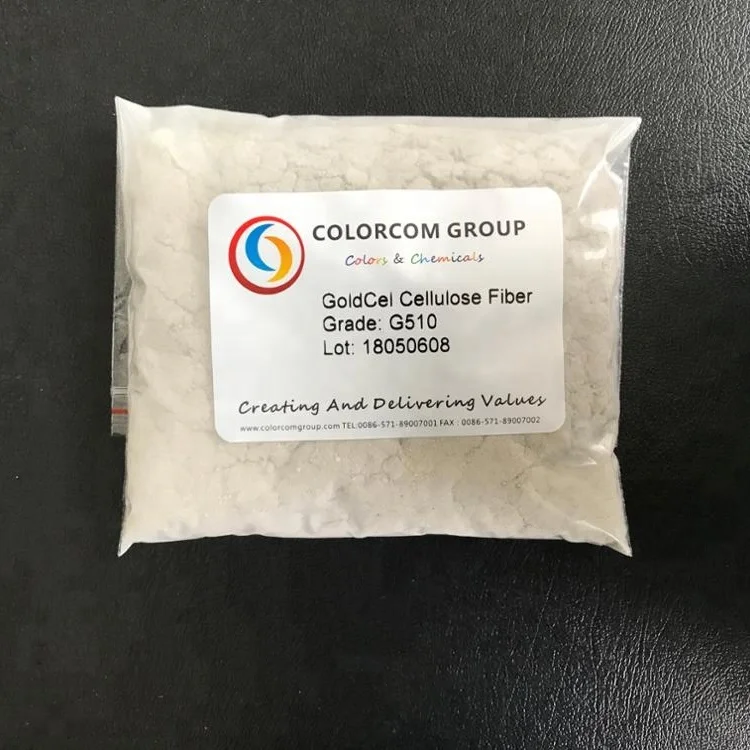 COLORCOM GROUP
Colors & Chemicals
GoldCel Cellulose Fiber
Grade: G510
Lot: 18050608
Creating And Delivering Values
www.colorcomgroup.com TEL:0086-571-89007001 FAX : 0086-571-89007002